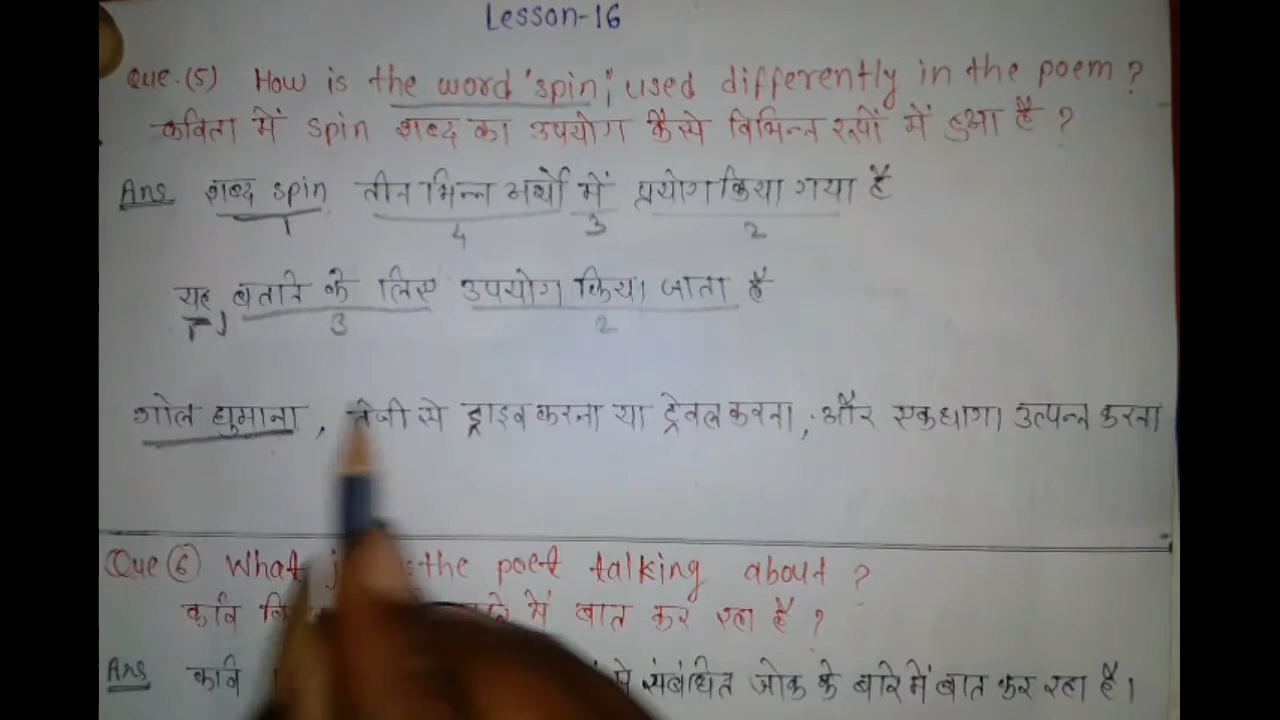 Lesson-16
Que.(5) How is the word 'spin', used differently in the poem?
कविता में spin शब्द का उपयोग कैसे विभिन्न रूपों में हुआ है ?
Ans शब्द spin तीन भिन्न अर्थों में प्रयोग किया गया है
1 4 3 2
यह बताने के लिए उपयोग किया जाता है
1 3 2
गोल घुमाना, तेजी से ड्राइव करना या ट्रेवल करना, और एक धागा उत्पन्न करना
Que 6 What the poet talking about ?
कवि में बात कर रहा है ?
Ans कवि से संबंधित जोक के बारे में बात कर रहा है।